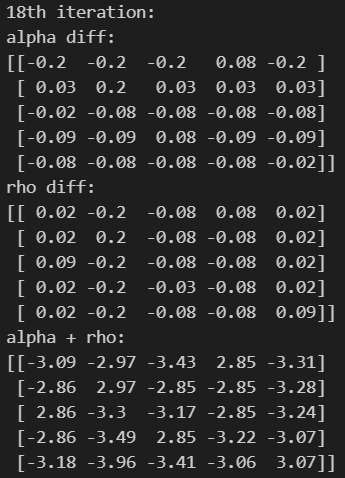 18th iteration:
alpha diff:
[[-0.2  -0.2  -0.2   0.08 -0.2 ]
 [ 0.03  0.2   0.03  0.03  0.03]
 [-0.02 -0.08 -0.08 -0.08 -0.08]
 [-0.09 -0.09  0.08 -0.09 -0.09]
 [-0.08 -0.08 -0.08 -0.08 -0.02]]
rho diff:
[[ 0.02 -0.2  -0.08  0.08  0.02]
 [ 0.02  0.2  -0.08 -0.08  0.02]
 [ 0.09 -0.2  -0.08 -0.08  0.02]
 [ 0.02 -0.2  -0.03 -0.08  0.02]
 [ 0.02 -0.2  -0.08 -0.08  0.09]]
alpha + rho:
[[-3.09 -2.97 -3.43  2.85 -3.31]
 [-2.86  2.97 -2.85 -2.85 -3.28]
 [ 2.86 -3.3  -3.17 -2.85 -3.24]
 [-2.86 -3.49  2.85 -3.22 -3.07]
 [-3.18 -3.96 -3.41 -3.06  3.07]]